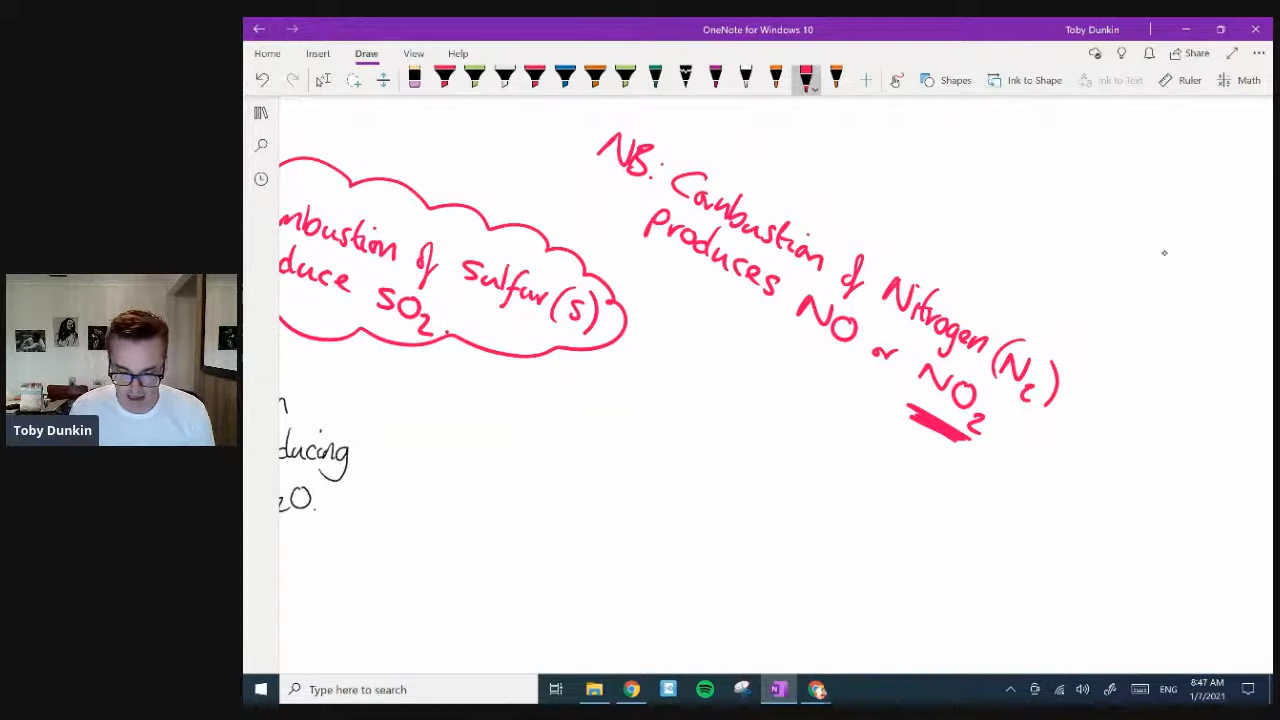 OneNote for Windows 10
Toby Dunkin
Home Insert Draw View Help
Share
Shapes
Ink to Shape
Ink to Text
Ruler
Math
NB: Canbustion of Nitrogen (N2)
produces NO or NO2
mbustion of sulfur(s)
duce SO2.
ducing
2O.
Toby Dunkin
Type here to search
ENG
8:47 AM
1/7/2021